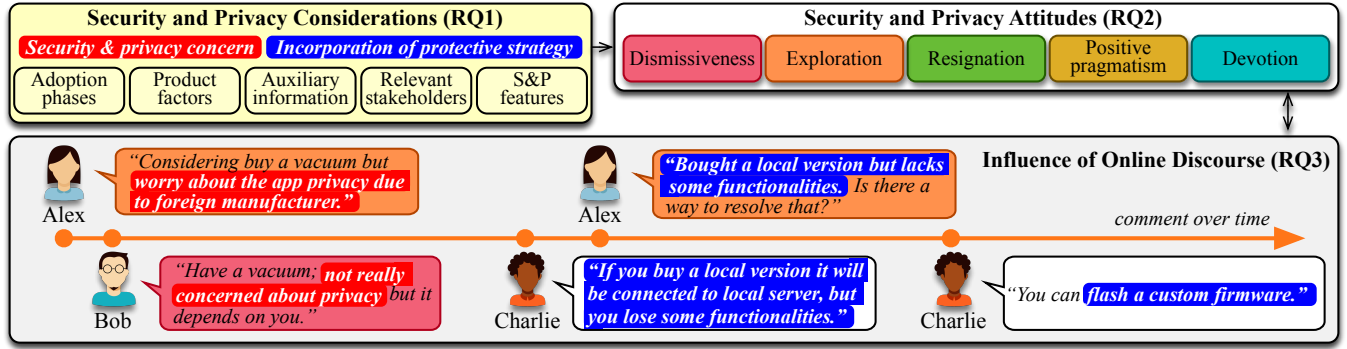 Security and Privacy Considerations (RQ1)
Security & privacy concern
Incorporation of protective strategy
Adoption
phases
Product
factors
Auxiliary
information
Relevant
stakeholders
S&P
features
Security and Privacy Attitudes (RQ2)
Dismissiveness
Exploration
Resignation
Positive
pragmatism
Devotion
Influence of Online Discourse (RQ3)
“Considering buy a vacuum but
worry about the app privacy due
to foreign manufacturer.”
Alex
“Bought a local version but lacks
some functionalities. Is there a
way to resolve that?”
Alex
comment over time
“Have a vacuum; not really
concerned about privacy but it
depends on you.”
Bob
“If you buy a local version it will
be connected to local server, but
you lose some functionalities.”
Charlie
“You can flash a custom firmware.”
Charlie